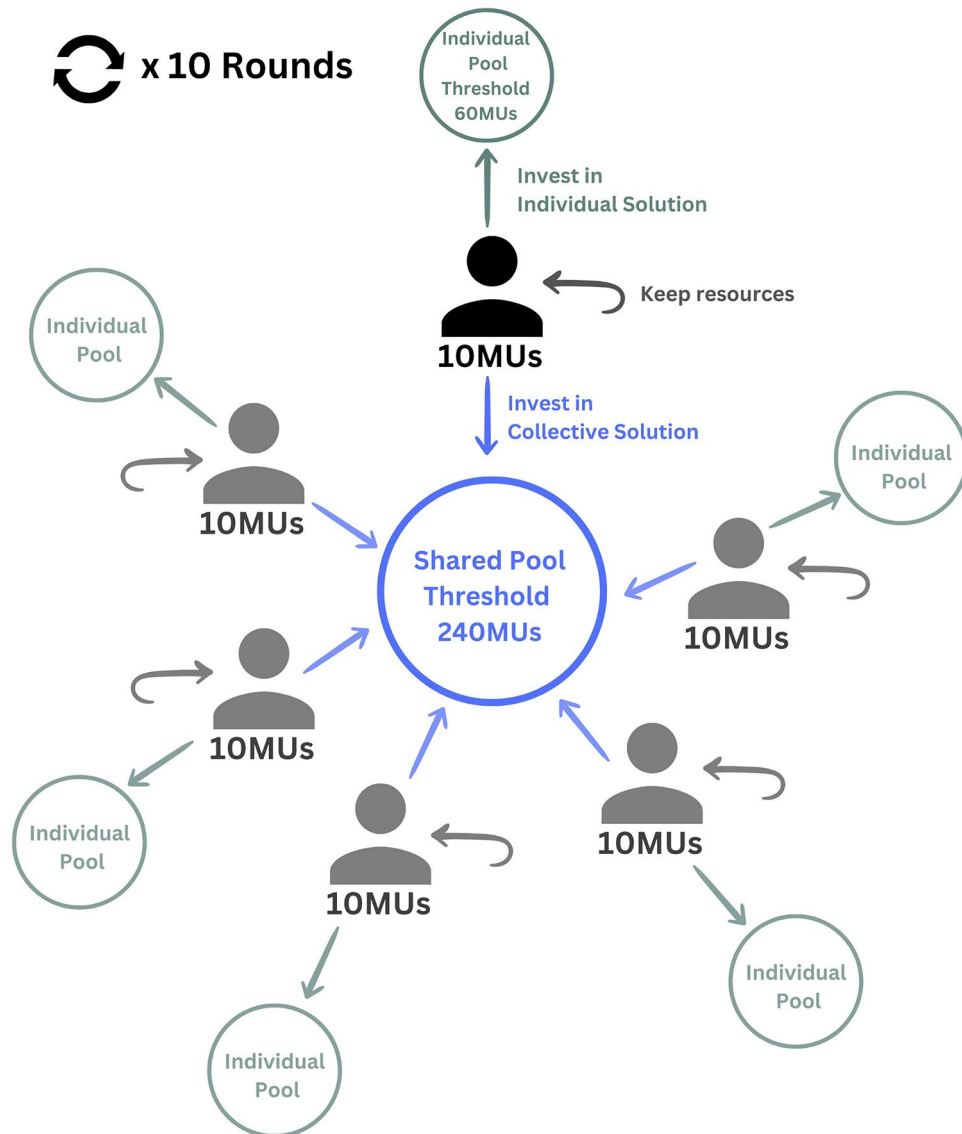 x 10 Rounds
Individual
Pool
Threshold
60MUs
Invest in
Individual Solution
Keep resources
10MUs
Invest in
Collective Solution
Individual
Pool
10MUs
Individual
Pool
10MUs
Shared Pool
Threshold
240MUs
10MUs
Individual
Pool
10MUs
Individual
Pool
10MUs
Individual
Pool